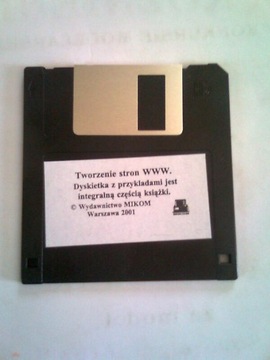 Tworzenie stron WWW.
Dyskietka z przykładami jest
integralną częścią książki.
© Wydawnictwo MIKOM
Warszawa 2001